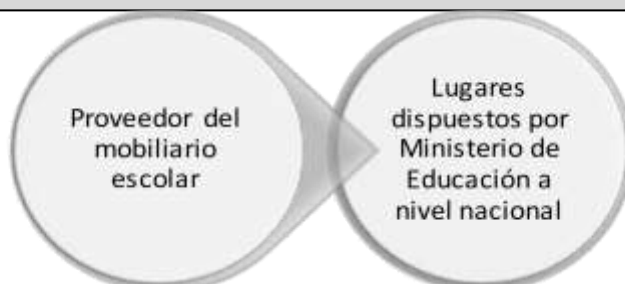 Proveedor del
mobiliario
escolar
Lugares
dispuestos por
Ministerio de
Educación a
nivel nacional